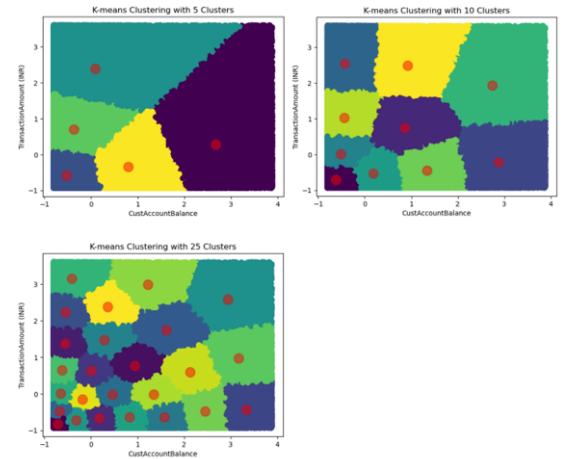 K-means Clustering with 5 Clusters
3
2
1
0
−1
TransactionAmount (INR)
−1 0 1 2 3 4
CustAccountBalance
K-means Clustering with 10 Clusters
3
2
1
0
−1
TransactionAmount (INR)
−1 0 1 2 3 4
CustAccountBalance
K-means Clustering with 25 Clusters
3
2
1
0
−1
TransactionAmount (INR)
−1 0 1 2 3 4
CustAccountBalance